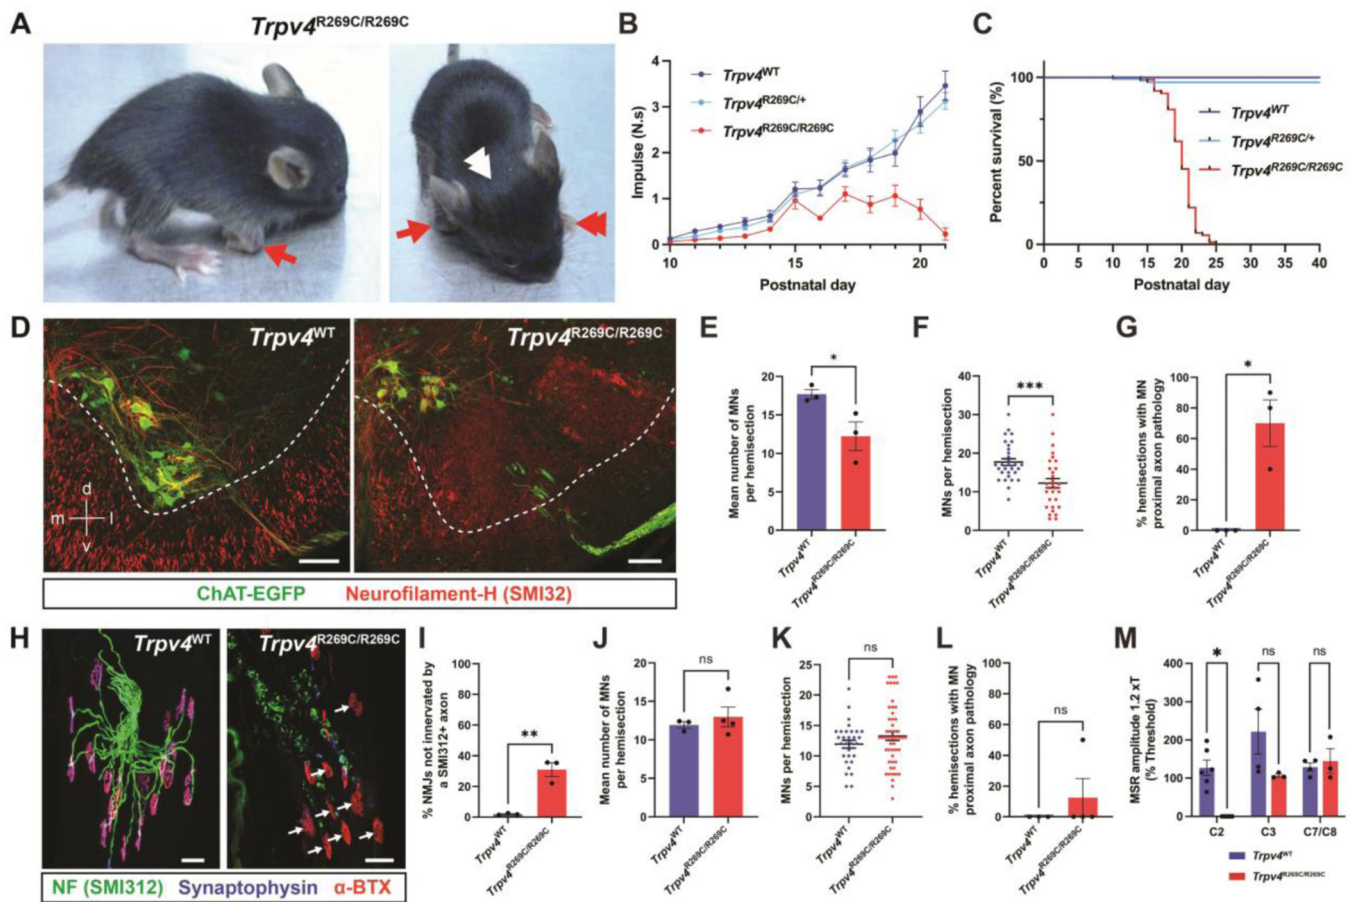 A
Trpv4R269C/R269C
B
Impulse (N.s)
4
3
2
1
0
Trpv4WT
Trpv4R269C/+
Trpv4R269C/R269C
10
15
20
Postnatal day
C
Percent survival (%)
100
50
0
Trpv4WT
Trpv4R269C/+
Trpv4R269C/R269C
0 5 10 15 20 25 30 35 40
Postnatal day
D
Trpv4WT
Trpv4R269C/R269C
d
m l
v
ChAT-EGFP Neurofilament-H (SMI32)
E
Mean number of MNs
per hemisection
20
15
10
5
0
*
Trpv4WT
Trpv4R269C/R269C
F
MNs per hemisection
40
30
20
10
0
***
Trpv4WT
Trpv4R269C/R269C
G
% hemisections with MN
proximal axon pathology
100
80
60
40
20
0
*
Trpv4WT
Trpv4R269C/R269C
H
Trpv4WT
Trpv4R269C/R269C
NF (SMI312) Synaptophysin α-BTX
I
% NMJs not innervated by
a SMI312+ axon
100
80
60
40
20
0
**
Trpv4WT
Trpv4R269C/R269C
J
Mean number of MNs
per hemisection
20
15
10
5
0
ns
Trpv4WT
Trpv4R269C/R269C
K
MNs per hemisection
25
20
15
10
5
0
ns
Trpv4WT
Trpv4R269C/R269C
L
% hemisections with MN
proximal axon pathology
100
80
60
40
20
0
ns
Trpv4WT
Trpv4R269C/R269C
M
MSR amplitude 1.2 xT
(% Threshold)
400
300
200
100
0
*
ns
ns
C2
C3
C7/C8
Trpv4WT
Trpv4R269C/R269C